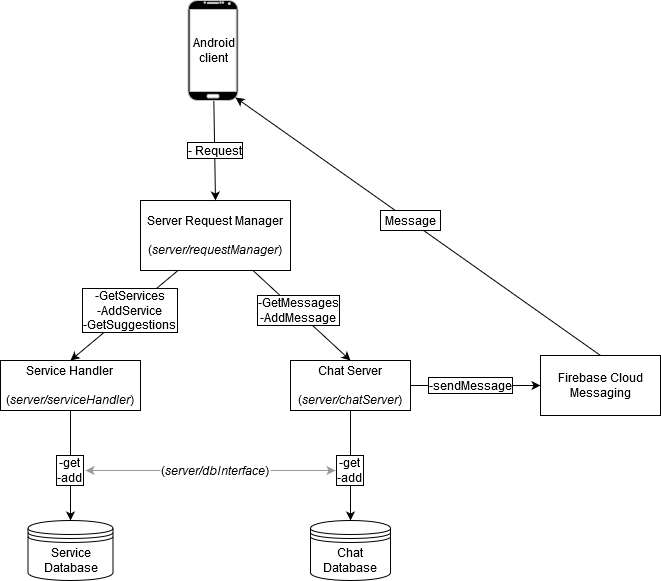 Android
client
- Request
Server Request Manager
(server/requestManager)
Message
-GetServices
-AddService
-GetSuggestions
-GetMessages
-AddMessage
Service Handler
(server/serviceHandler)
Chat Server
(server/chatServer)
-sendMessage
Firebase Cloud
Messaging
-get
-add
(server/dbInterface)
-get
-add
Service
Database
Chat
Database